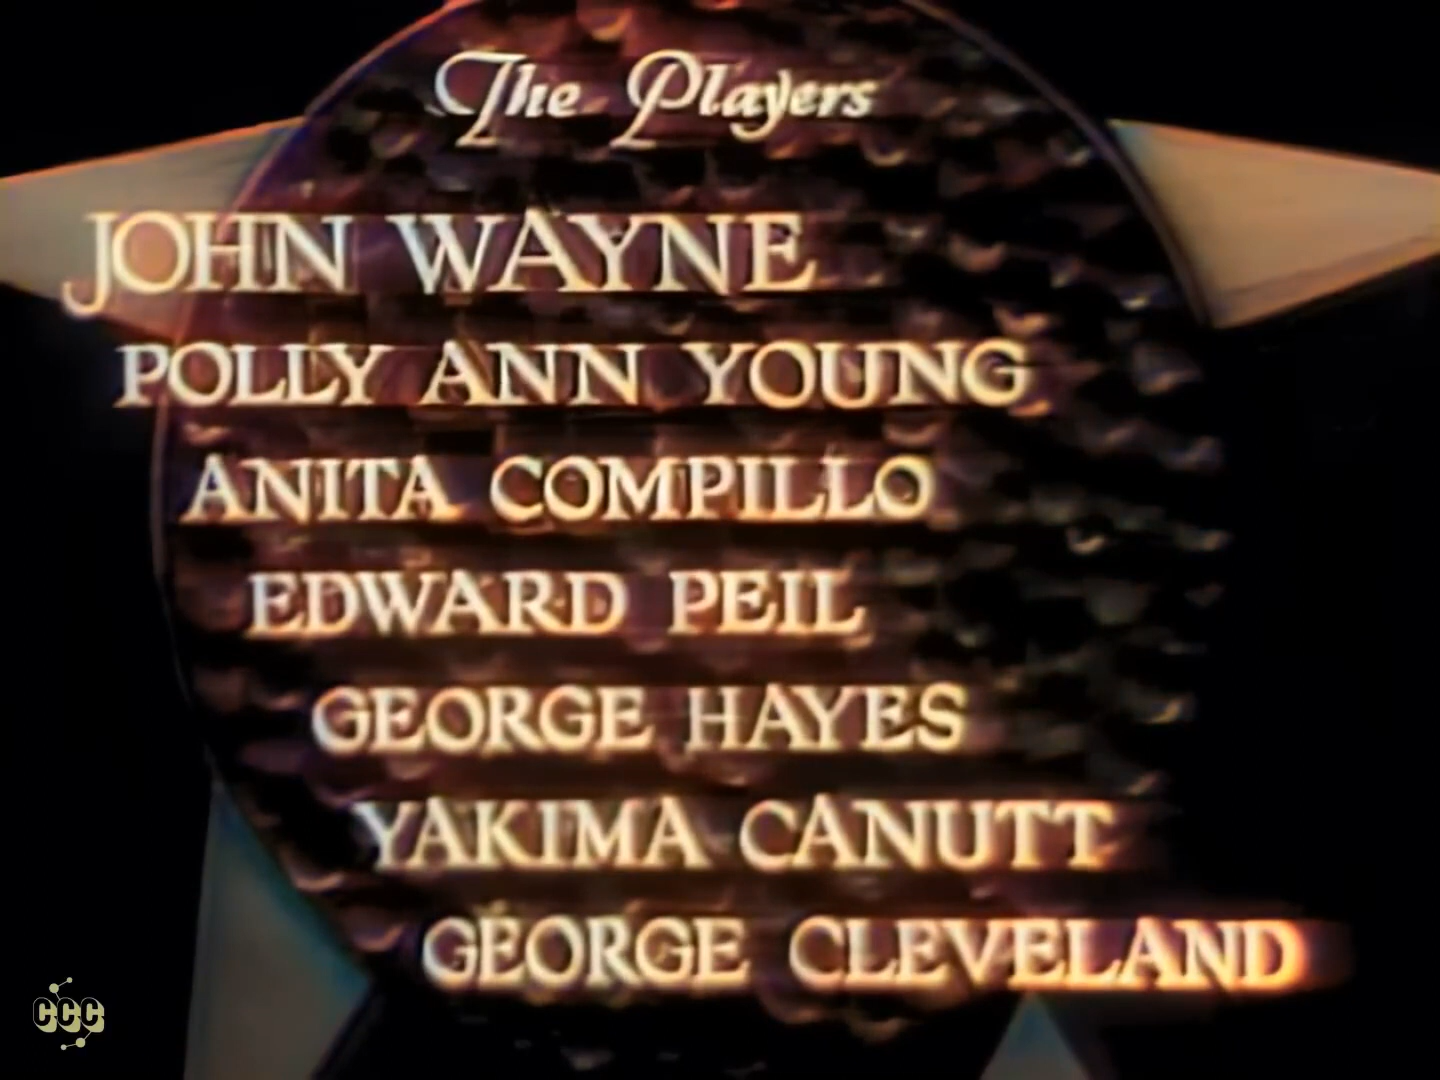 The Players
JOHN WAYNE
POLLY ANN YOUNG
ANITA COMPILLO
EDWARD PEIL
GEORGE HAYES
YAKIMA CANUTT
GEORGE CLEVELAND
CCC